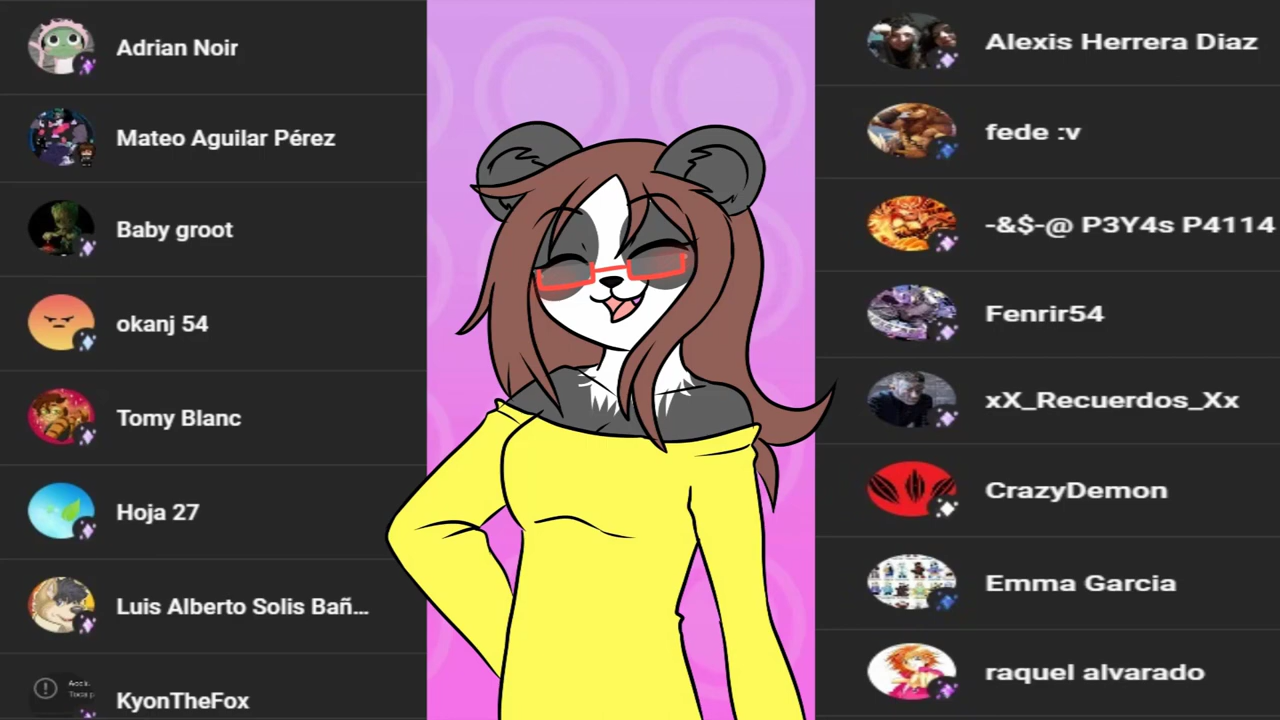 Adrian Noir
Mateo Aguilar Pérez
Baby groot
okanj 54
Tomy Blanc
Hoja 27
Luis Alberto Solis Bañ...
KyonTheFox
Alexis Herrera Diaz
fede :v
-&$-@ P3Y4s P4114
Fenrir54
xX_Recuerdos_Xx
CrazyDemon
Emma Garcia
raquel alvarado